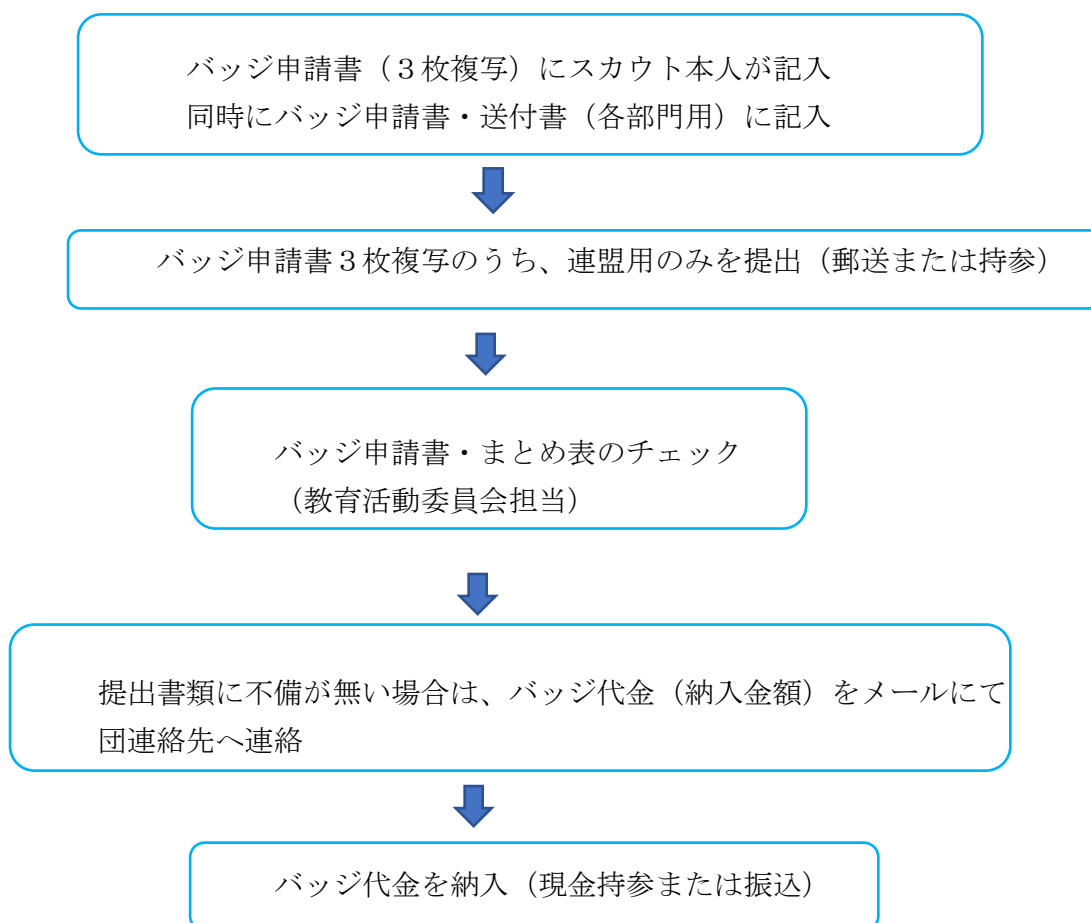 バッジ申請書（３枚複写）にスカウト本人が記入
同時にバッジ申請書・送付書（各部門用）に記入
バッジ申請書３枚複写のうち、連盟用のみを提出（郵送または持参）
バッジ申請書・まとめ表のチェック
（教育活動委員会担当）
提出書類に不備が無い場合は、バッジ代金（納入金額）をメールにて
団連絡先へ連絡
バッジ代金を納入（現金持参または振込）